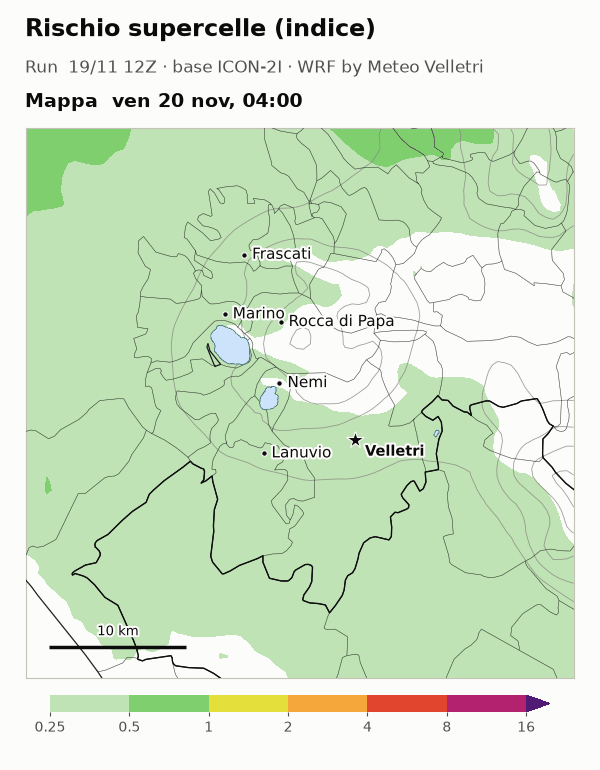 Rischio supercelle (indice)
Run  19/11 12Z · base ICON-2I · WRF by Meteo Velletri
Mappa  ven 20 nov, 04:00
Frascati
Marino
Rocca di Papa
Nemi
Velletri
Lanuvio
10 km
0.25 0.5 1 2 4 8 16